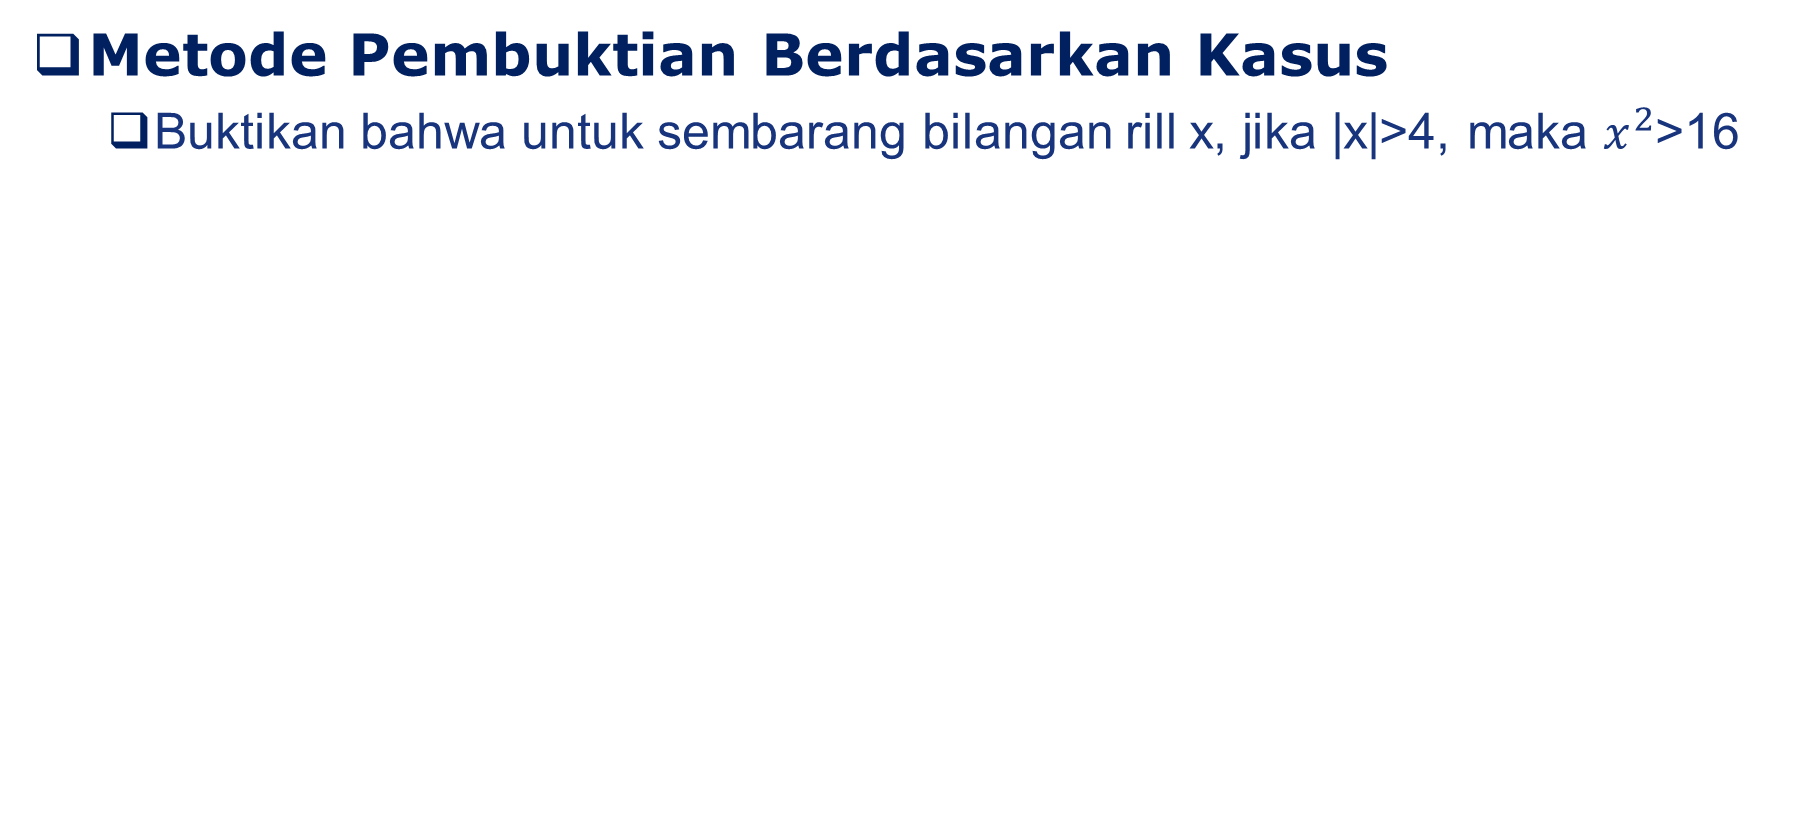 ❑Metode Pembuktian Berdasarkan Kasus
❑Buktikan bahwa untuk sembarang bilangan rill x, jika |x|>4, maka 𝑥²>16